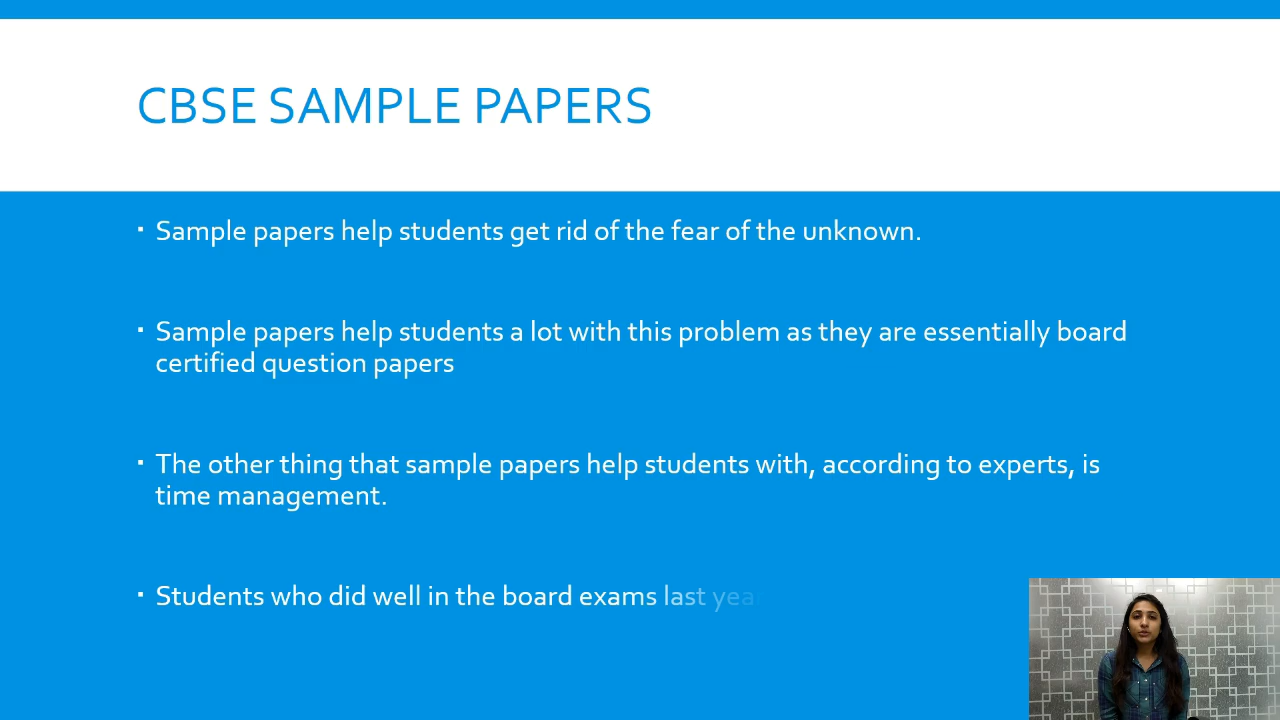 CBSE SAMPLE PAPERS
▪ Sample papers help students get rid of the fear of the unknown.
▪ Sample papers help students a lot with this problem as they are essentially board
certified question papers
▪ The other thing that sample papers help students with, according to experts, is
time management.
▪ Students who did well in the board exams last year